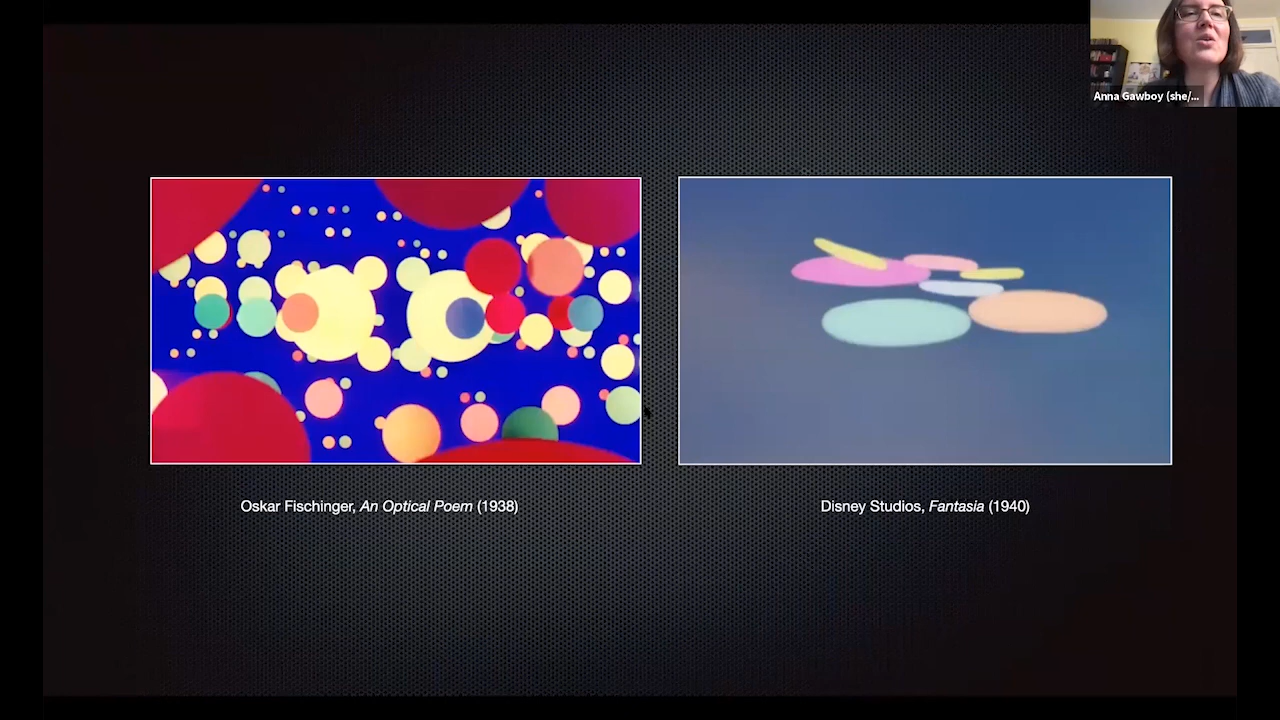 Anna Gawboy (she/...
Oskar Fischinger, An Optical Poem (1938)
Disney Studios, Fantasia (1940)